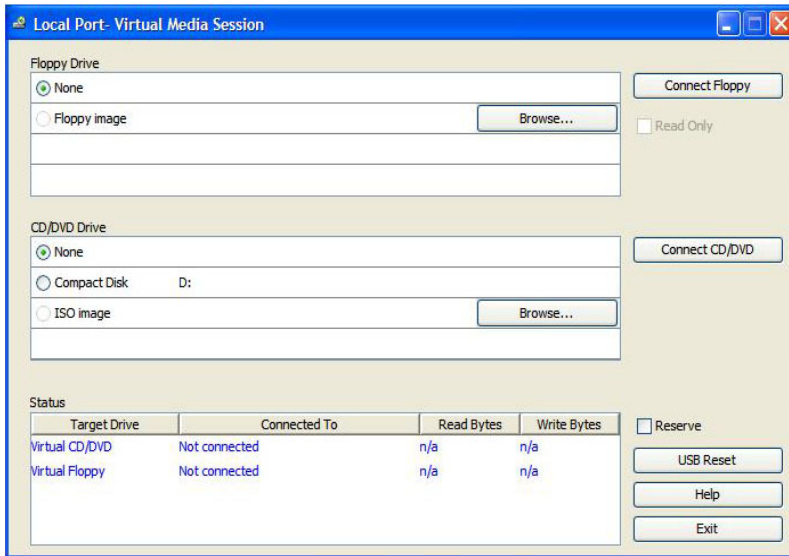 Local Port- Virtual Media Session
Floppy Drive
None
Connect Floppy
Floppy image
Browse...
Read Only
CD/DVD Drive
None
Connect CD/DVD
Compact Disk D:
ISO image
Browse...
Status
Target Drive Connected To Read Bytes Write Bytes
Reserve
Virtual CD/DVD Not connected n/a n/a
Virtual Floppy Not connected n/a n/a
USB Reset
Help
Exit